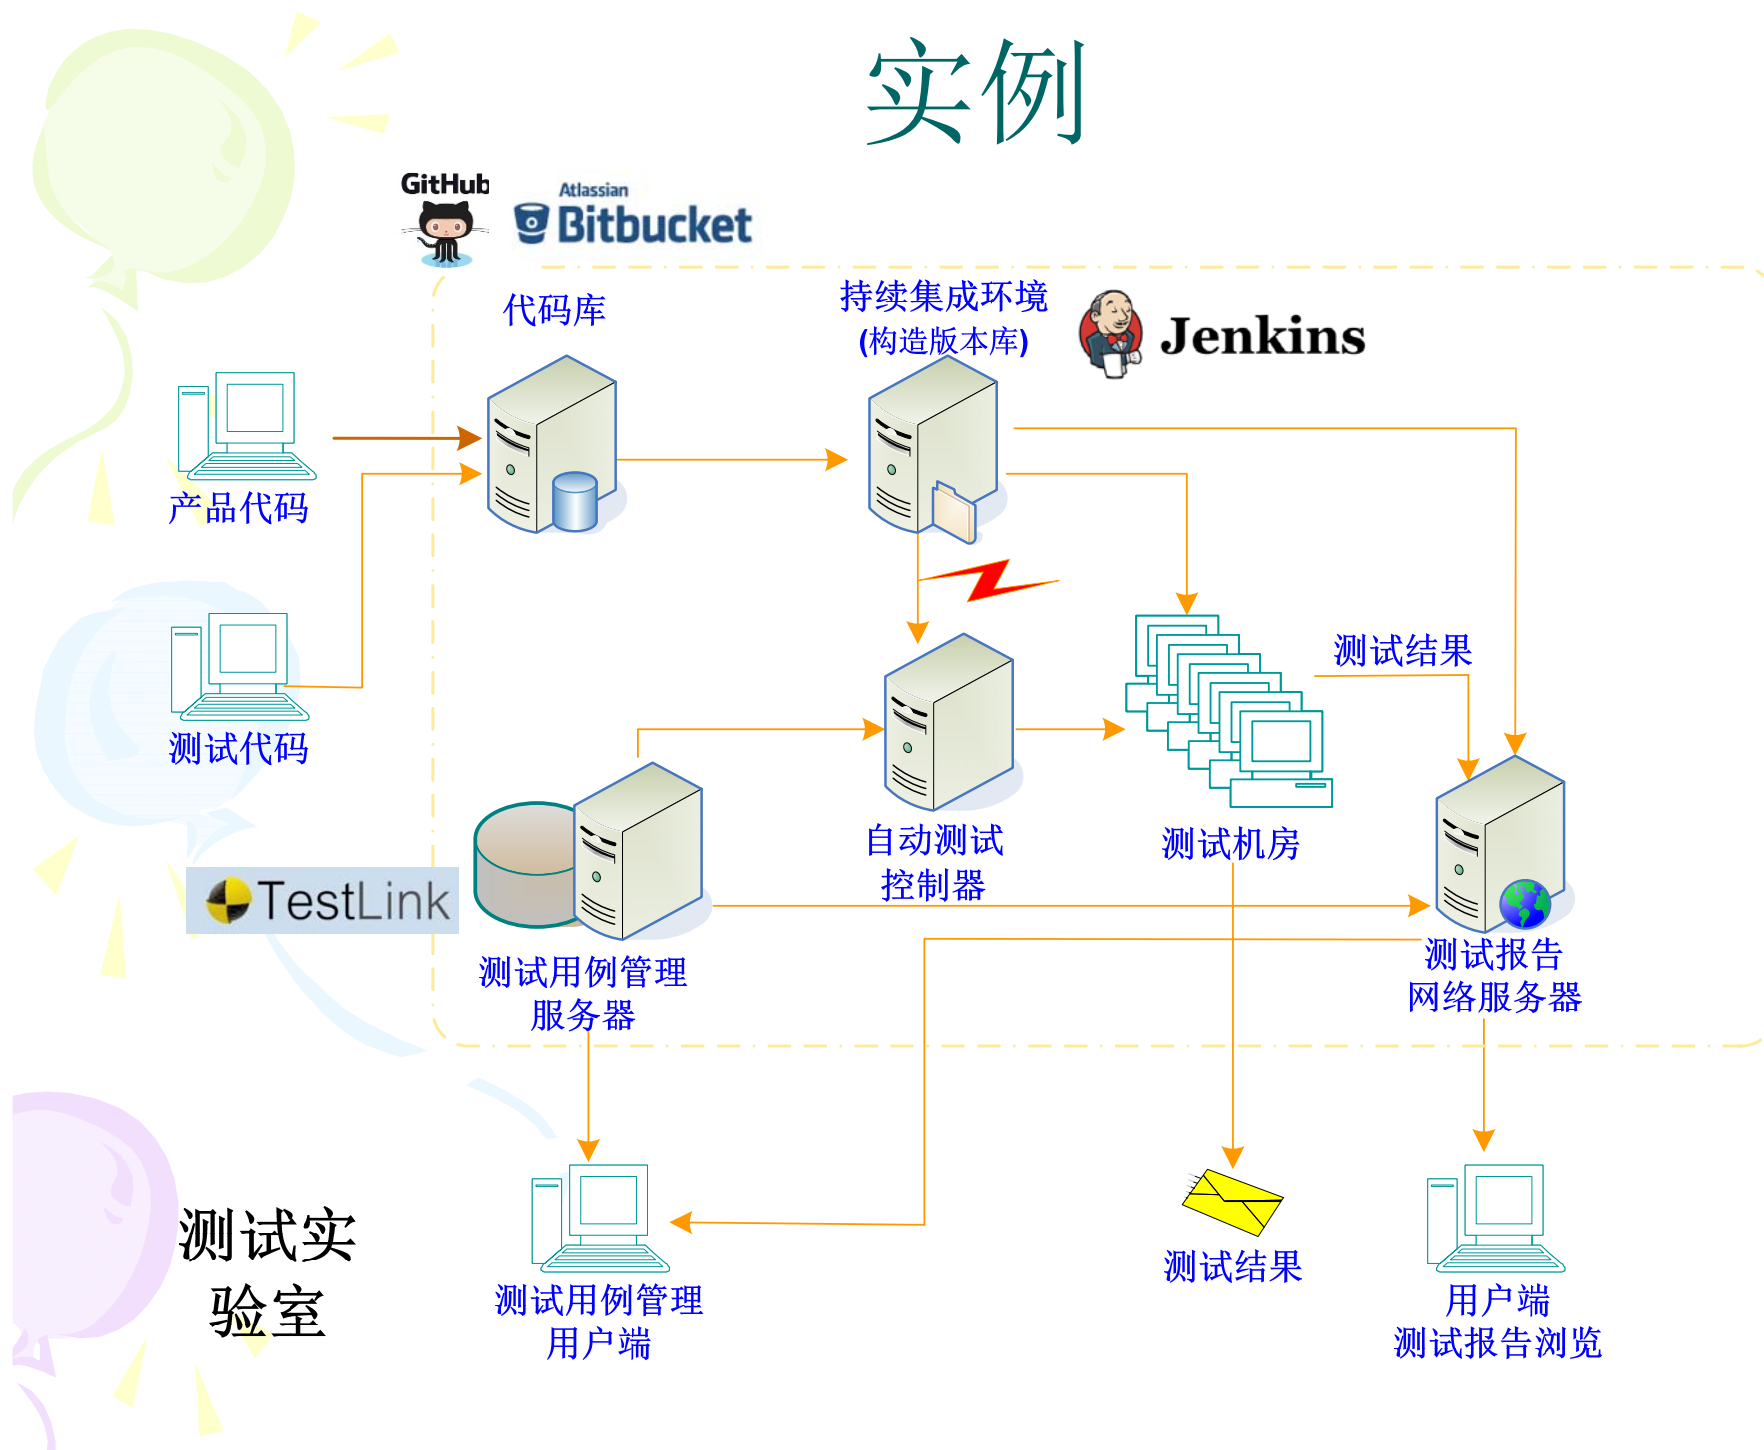 实例
GitHub
Atlassian
Bitbucket
代码库
持续集成环境
(构造版本库)
Jenkins
产品代码
测试代码
测试结果
自动测试
控制器
测试机房
TestLink
测试用例管理
服务器
测试报告
网络服务器
测试实
验室
测试用例管理
用户端
测试结果
用户端
测试报告浏览